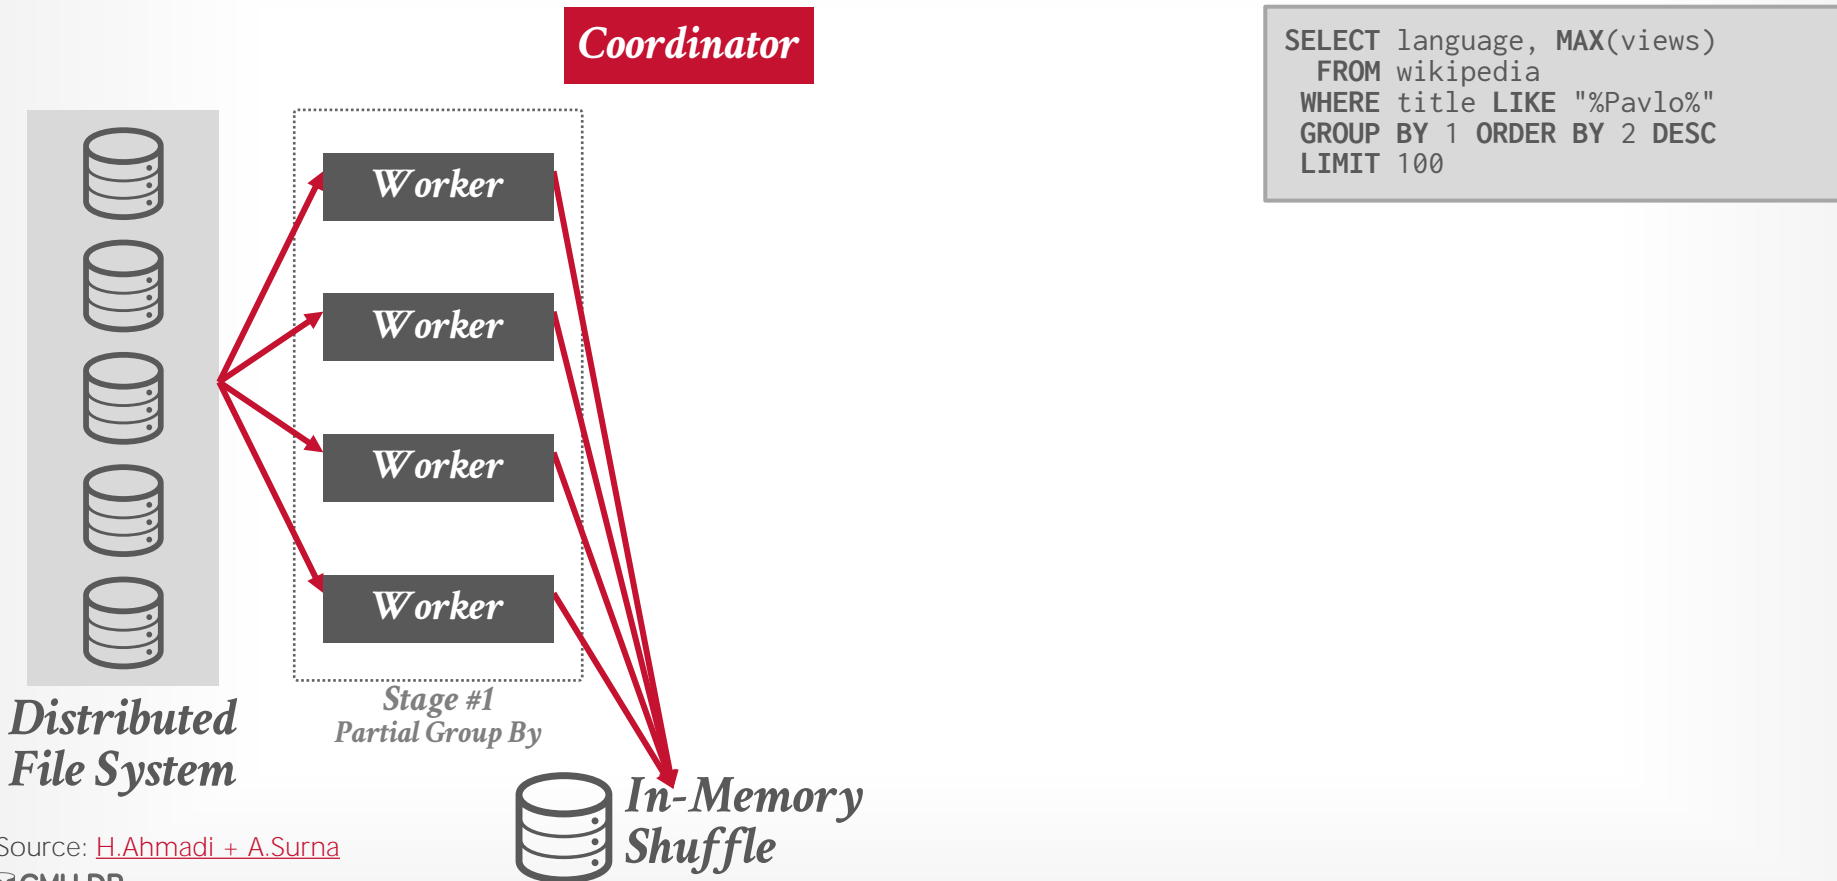 Coordinator
SELECT language, MAX(views)
FROM wikipedia
WHERE title LIKE "%Pavlo%"
GROUP BY 1 ORDER BY 2 DESC
LIMIT 100
Worker
Worker
Worker
Worker
Stage #1
Partial Group By
Distributed
File System
In-Memory
Shuffle
Source: H.Ahmadi + A.Surna